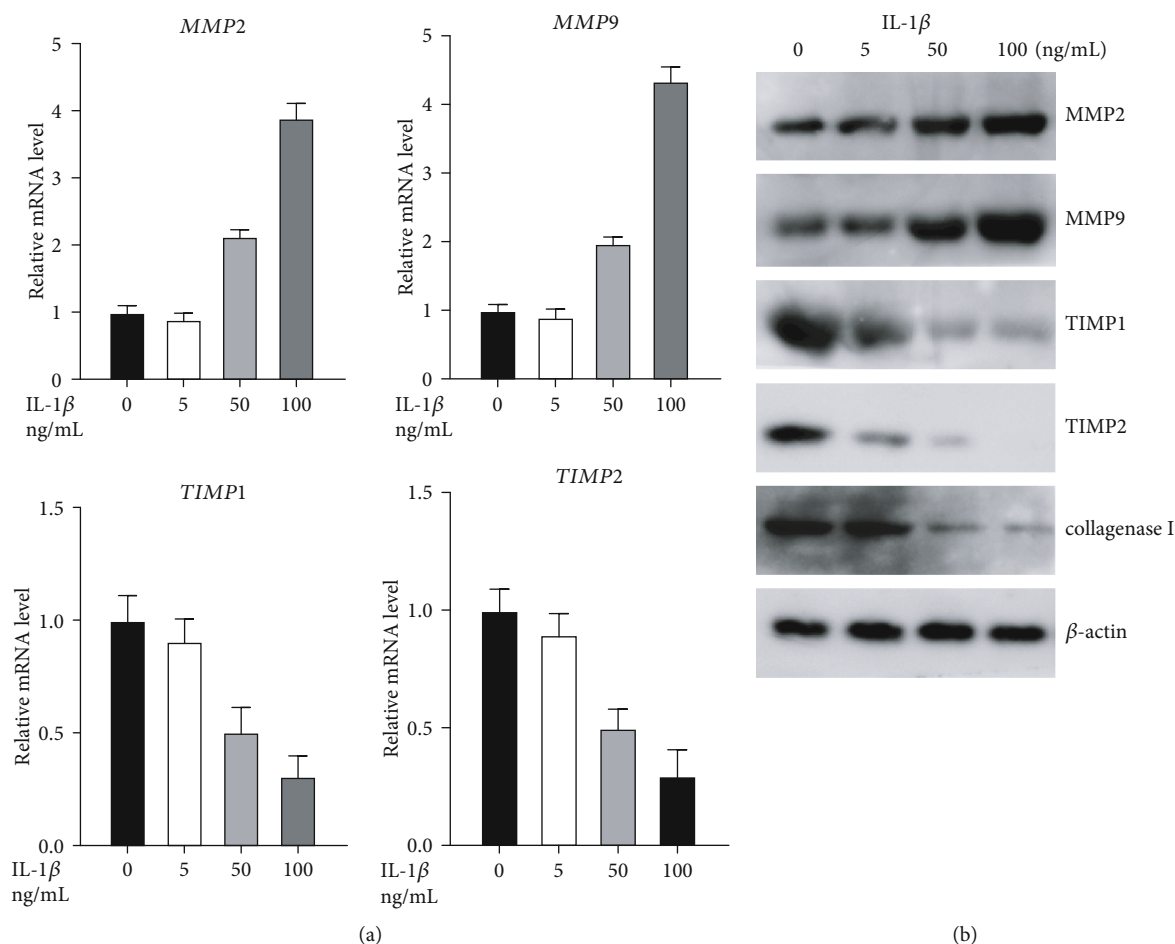 MMP2
Relative mRNA level
5
4
3
2
1
0
IL-1β
ng/mL
0 5 50 100
MMP9
Relative mRNA level
5
4
3
2
1
0
IL-1β
ng/mL
0 5 50 100
TIMP1
Relative mRNA level
1.5
1.0
0.5
0.0
IL-1β
ng/mL
0 5 50 100
TIMP2
Relative mRNA level
1.5
1.0
0.5
0.0
IL-1β
ng/mL
0 5 50 100
(a)
IL-1β
0 5 50 100 (ng/mL)
MMP2
MMP9
TIMP1
TIMP2
collagenase I
β-actin
(b)